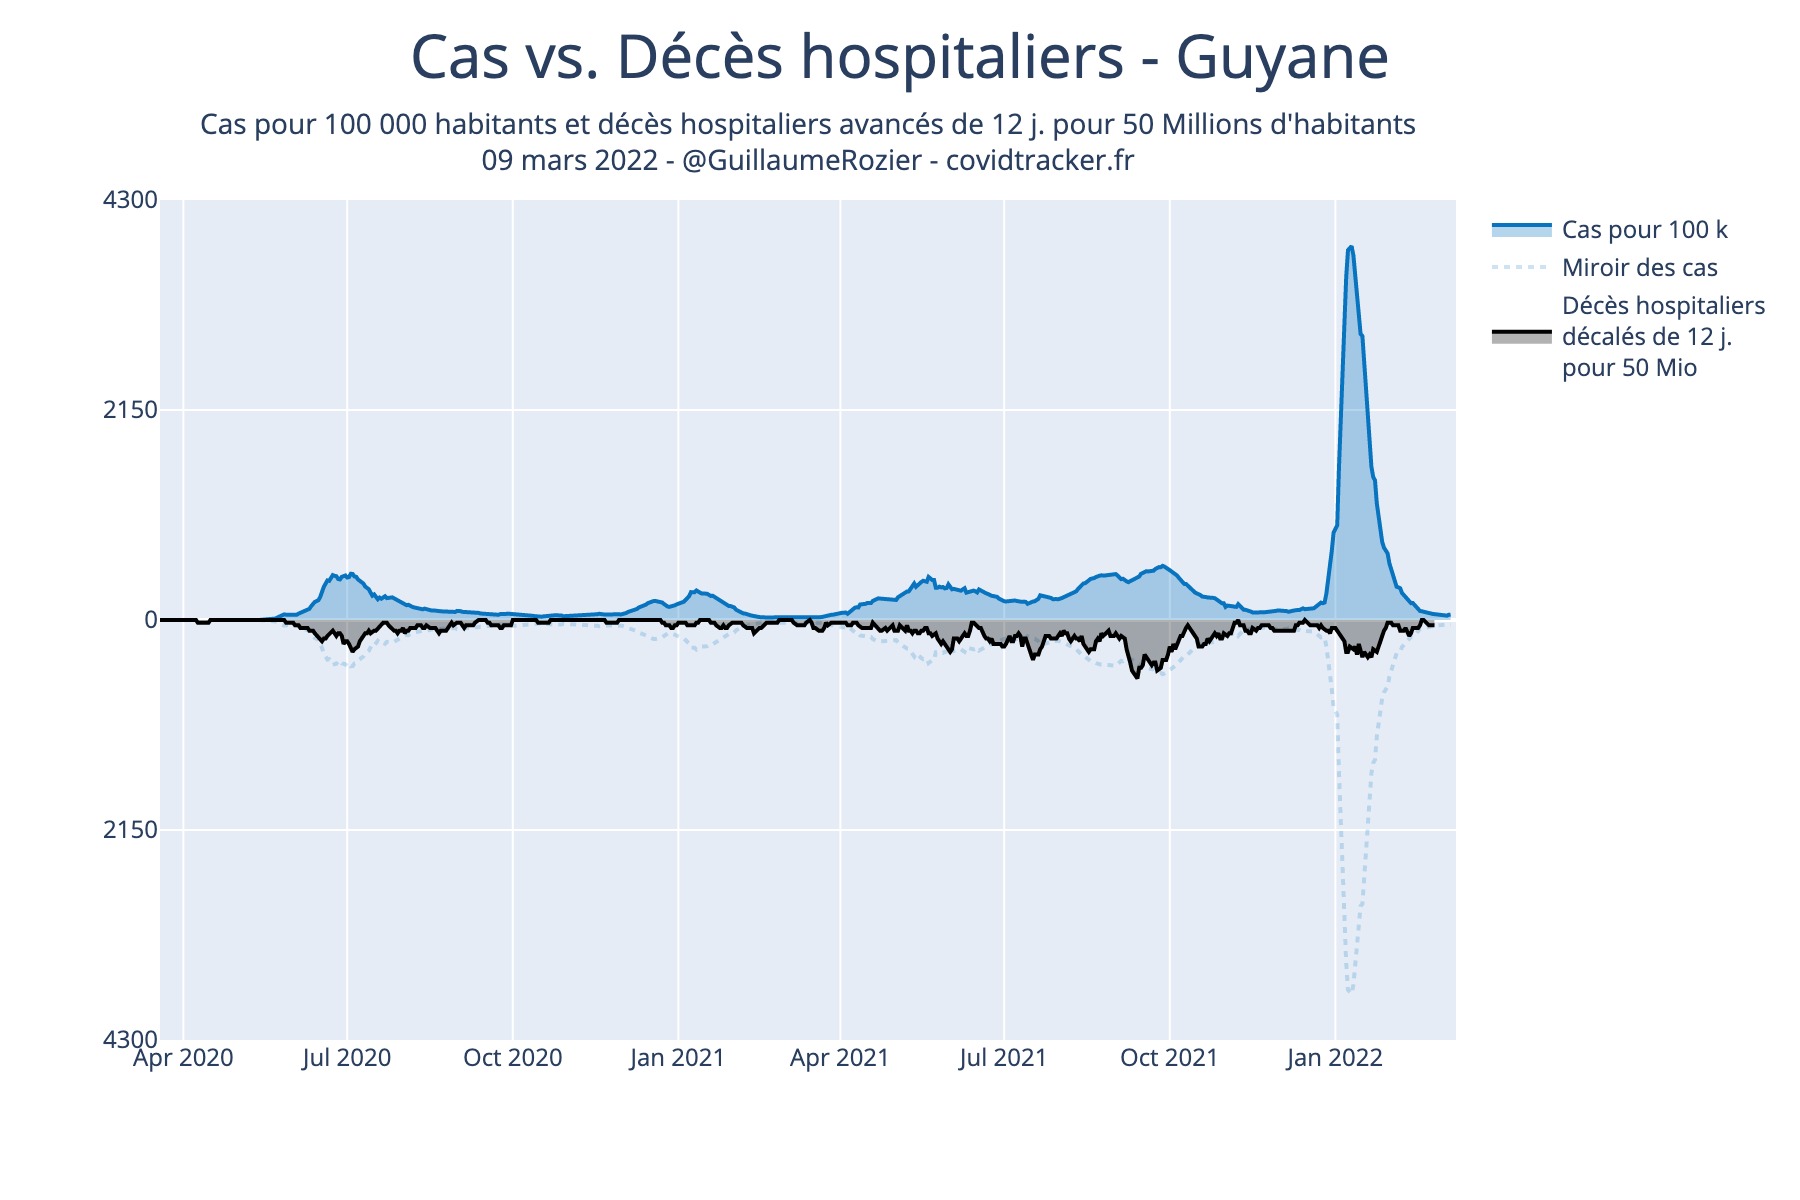 Cas vs. Décès hospitaliers - Guyane
Cas pour 100 000 habitants et décès hospitaliers avancés de 12 j. pour 50 Millions d'habitants
09 mars 2022 - @GuillaumeRozier - covidtracker.fr
4300
2150
0
2150
4300
Apr 2020
Jul 2020
Oct 2020
Jan 2021
Apr 2021
Jul 2021
Oct 2021
Jan 2022
Cas pour 100 k
Miroir des cas
Décès hospitaliers
décalés de 12 j.
pour 50 Mio